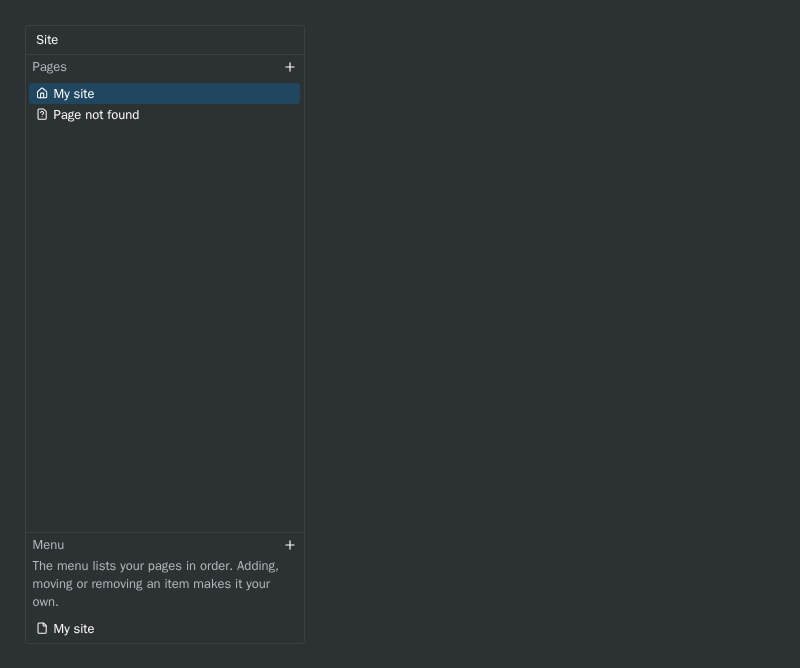 Site
Pages
My site
Page not found
Menu
The menu lists your pages in order. Adding,
moving or removing an item makes it your
own.
My site